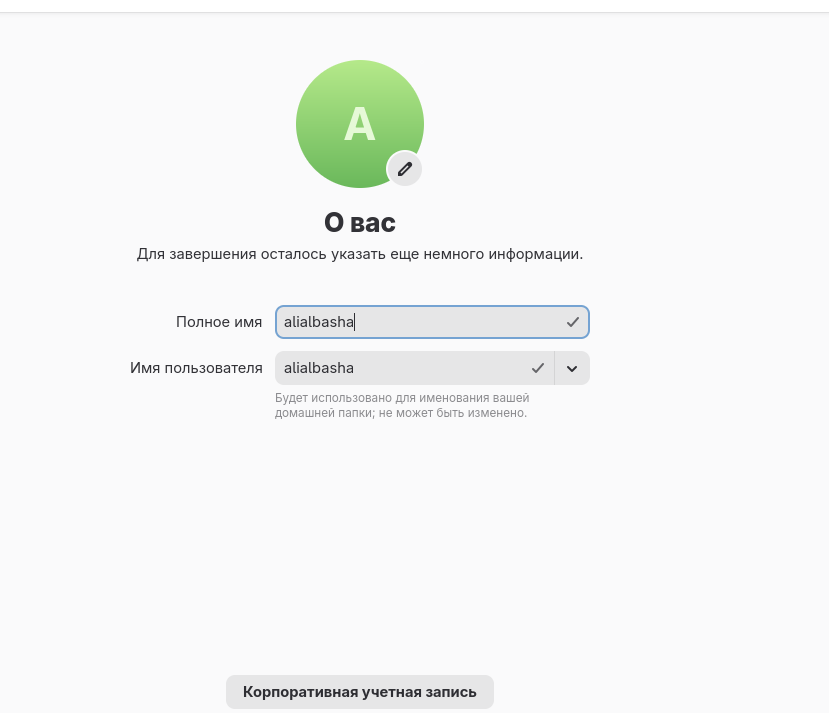 A
О вас
Для завершения осталось указать еще немного информации.
Полное имя alialbasha
Имя пользователя alialbasha
Будет использовано для именования вашей
домашней папки; не может быть изменено.
Корпоративная учетная запись